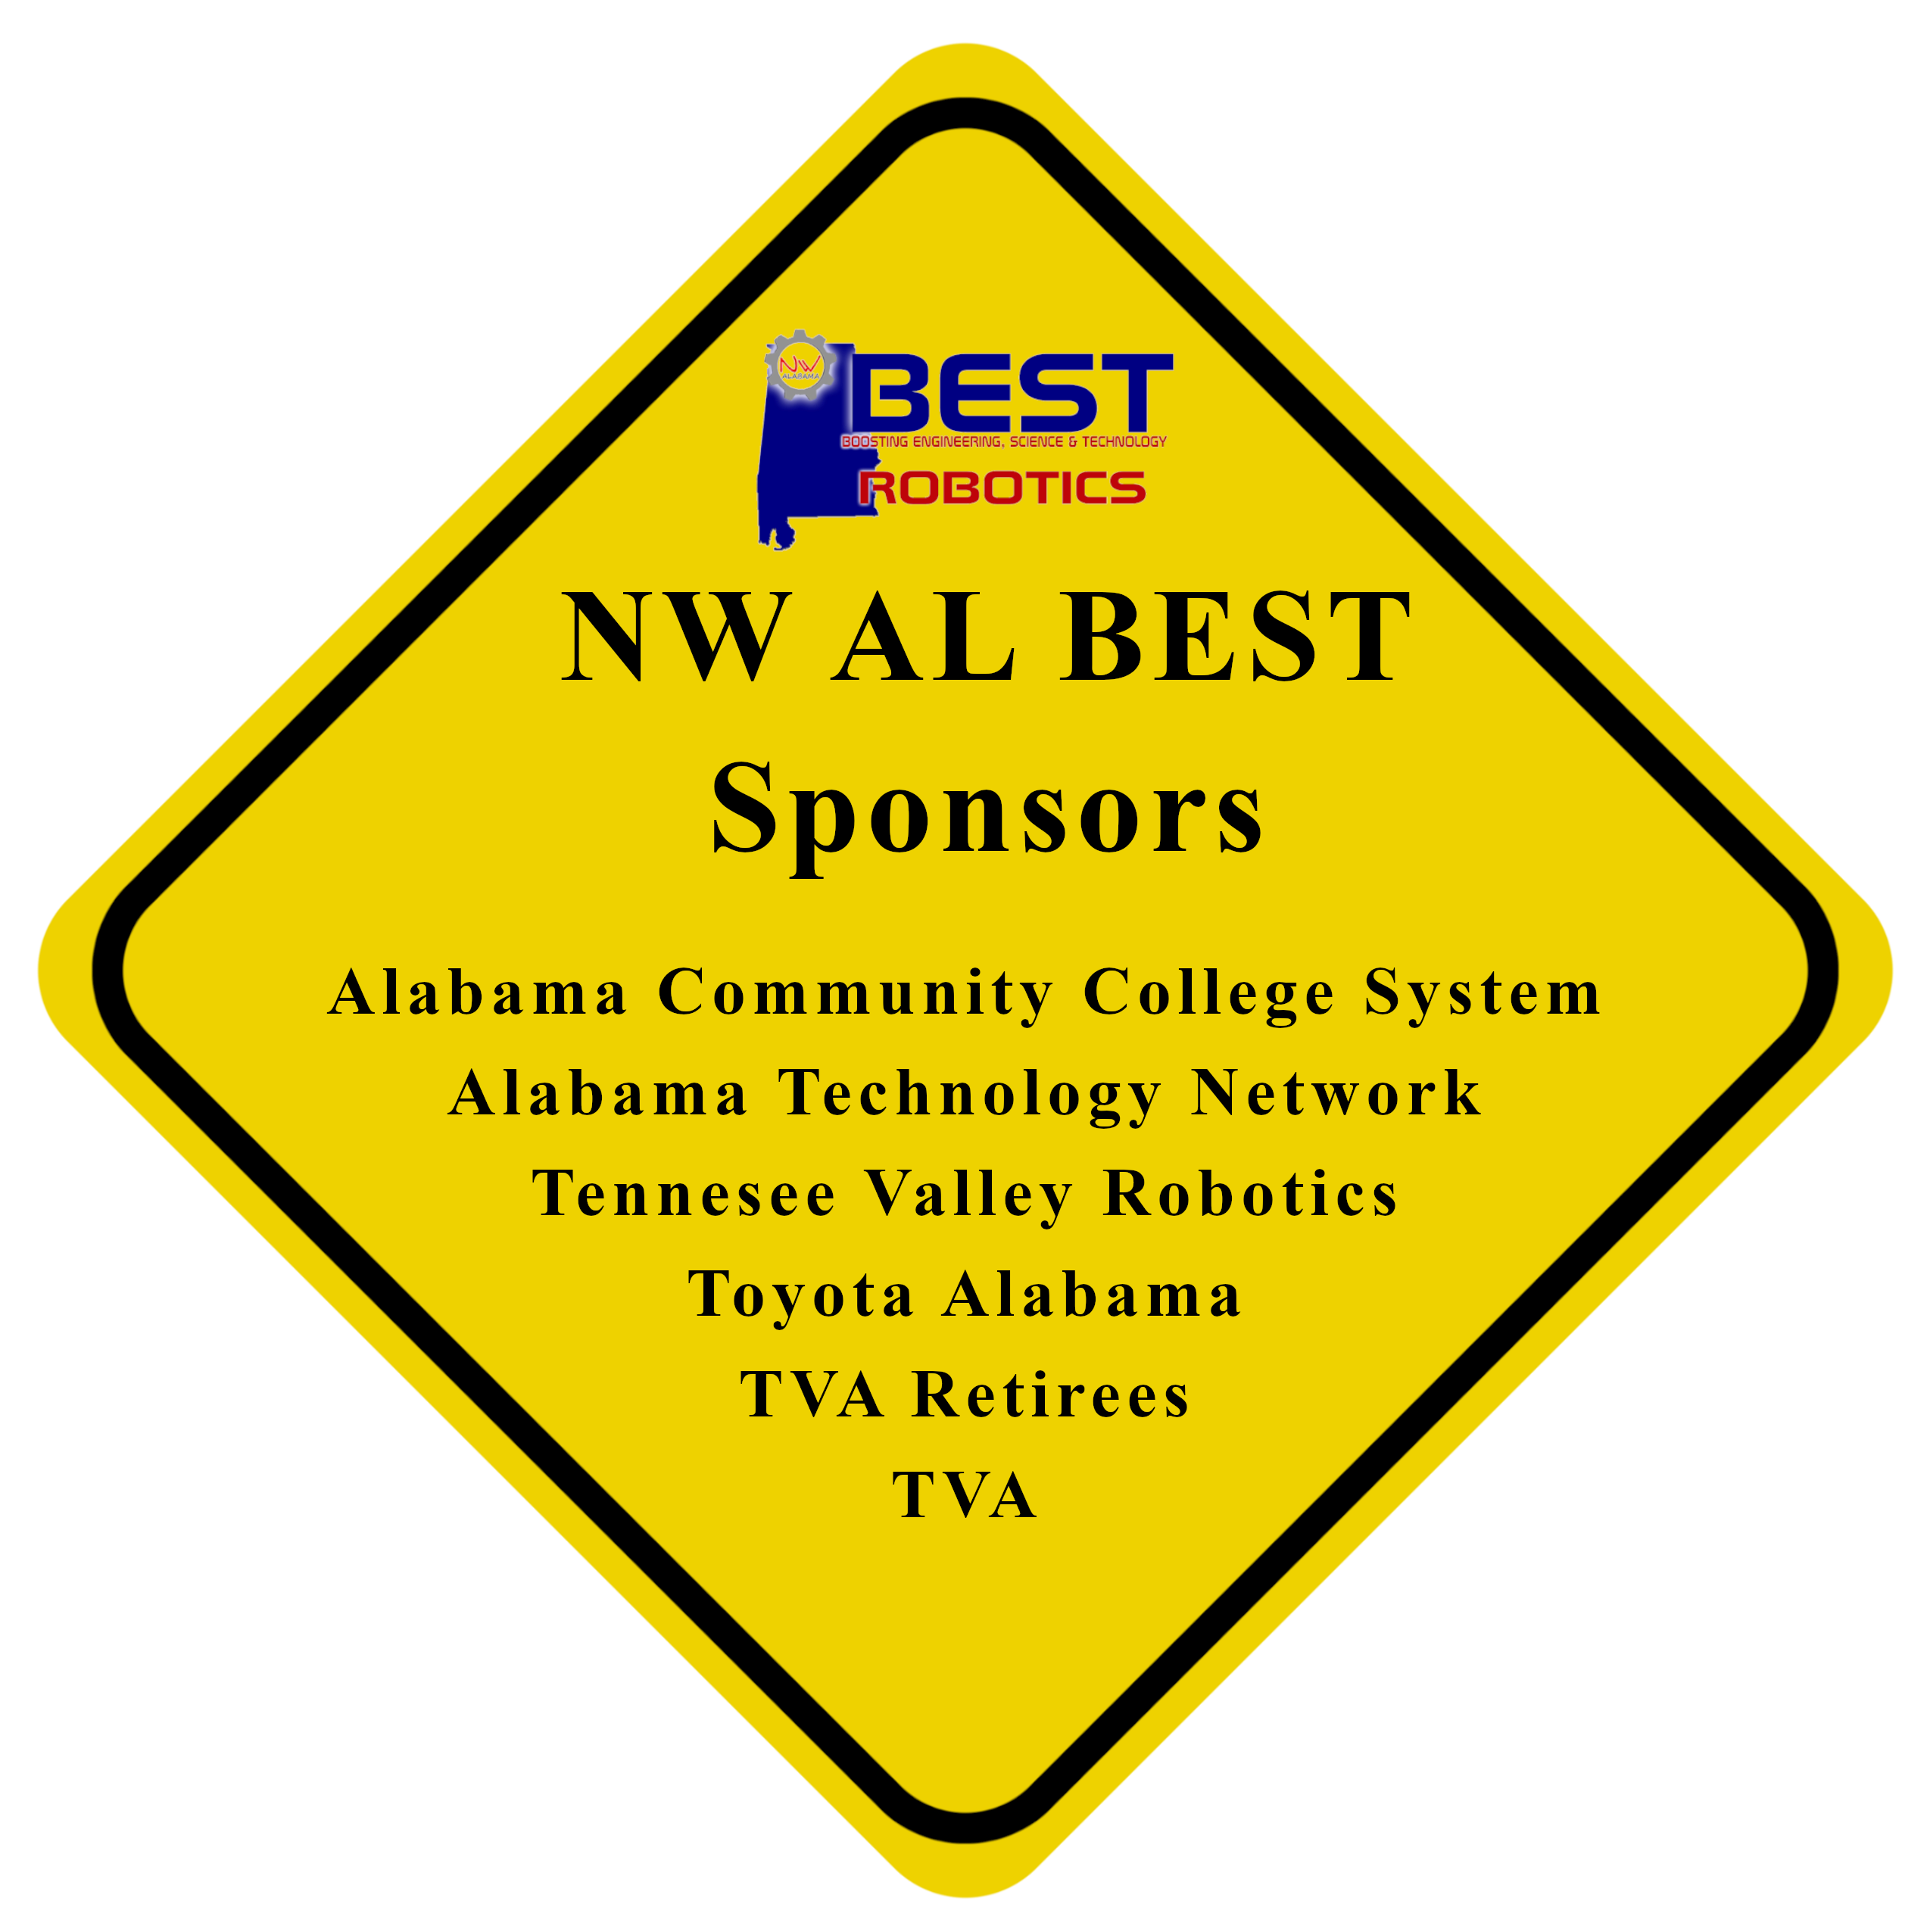 NW
ALABAMA
BEST
BOOSTING ENGINEERING, SCIENCE & TECHNOLOGY
ROBOTICS
NW AL BEST
Sponsors
Alabama Community College System
Alabama Technology Network
Tennesee Valley Robotics
Toyota Alabama
TVA Retirees
TVA